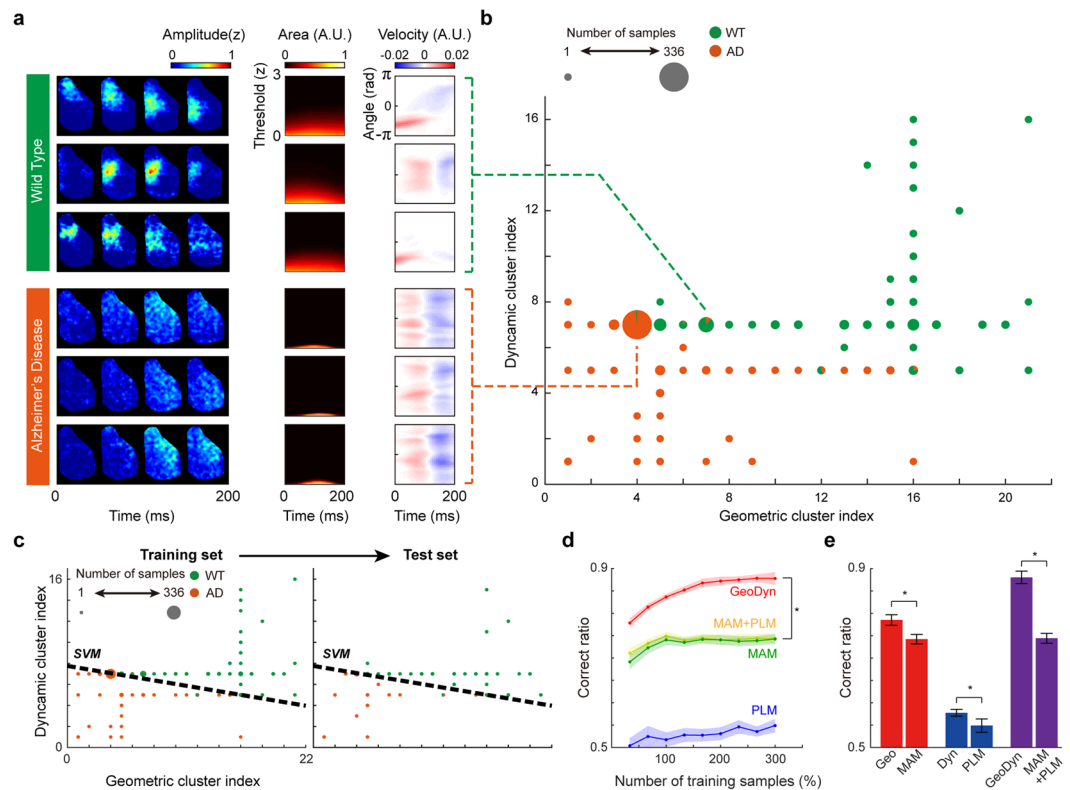 a
Amplitude(z)
0 1
Area (A.U.)
0 1
Velocity (A.U.)
-0.02 0.02
Wild Type
Alzheimer's Disease
Threshold (z)
3
0
Angle (rad)
π
0
-π
0 200
Time (ms)
0 200
Time (ms)
0 200
Time (ms)
b
Number of samples
1 336
WT
AD
Dyncamic cluster index
16
12
8
4
0
0 4 8 12 16 20
Geometric cluster index
c
Training set
Test set
Number of samples
1 336
WT
AD
Dyncamic cluster index
16
0
SVM
SVM
0 22
Geometric cluster index
d
Correct ratio
0.9
0.5
GeoDyn
*
MAM+PLM
MAM
PLM
100 200 300
Number of training samples (%)
e
Correct ratio
0.9
0.5
*
*
*
Geo
MAM
Dyn
PLM
GeoDyn
MAM
+PLM